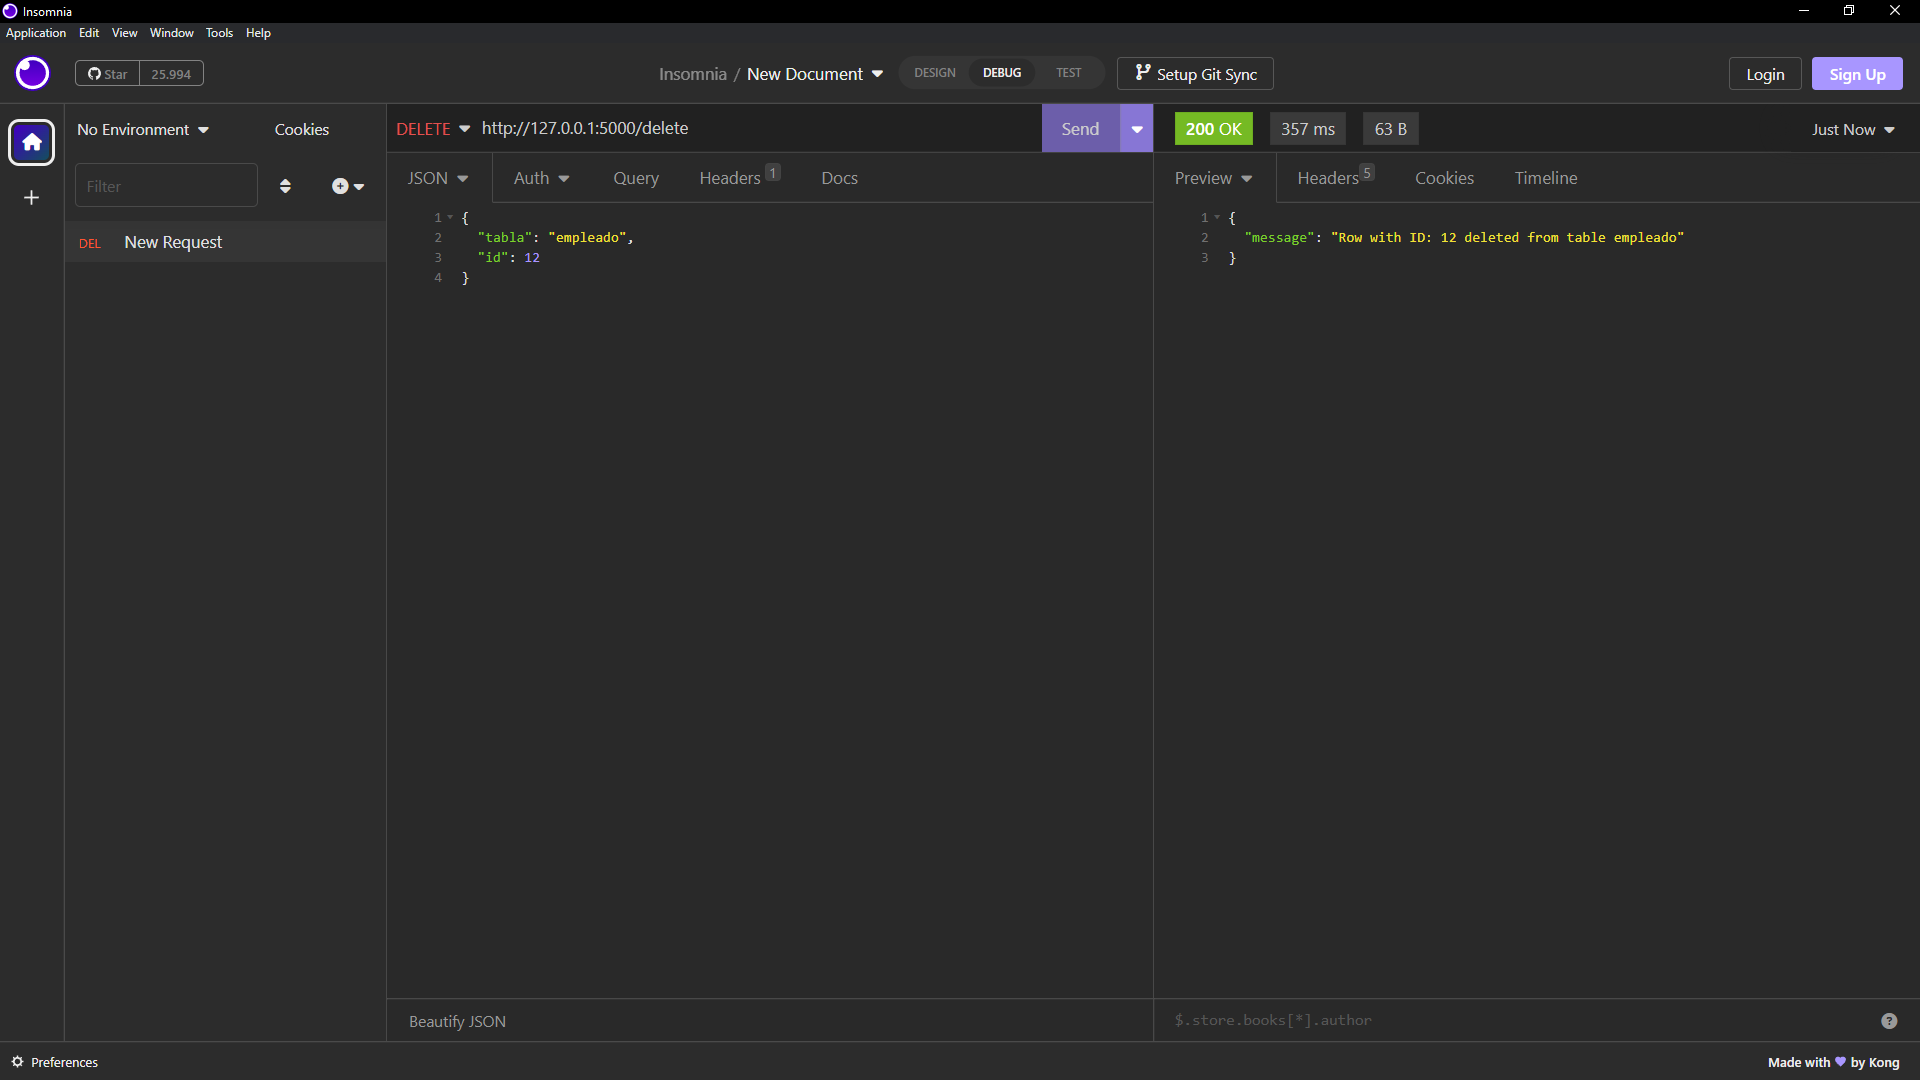 Insomnia
Application Edit View Window Tools Help
Star 25.994
Insomnia / New Document
DESIGN DEBUG TEST
Setup Git Sync
Login
Sign Up
No Environment
Cookies
DELETE http://127.0.0.1:5000/delete
Send
200 OK
357 ms
63 B
Just Now
Filter
JSON Auth Query Headers 1 Docs
Preview Headers 5 Cookies Timeline
DEL New Request
1 {
2 "tabla": "empleado",
3 "id": 12
4 }
1 {
2 "message": "Row with ID: 12 deleted from table empleado"
3 }
Beautify JSON
$.store.books[*].author
?
Preferences
Made with 💜 by Kong